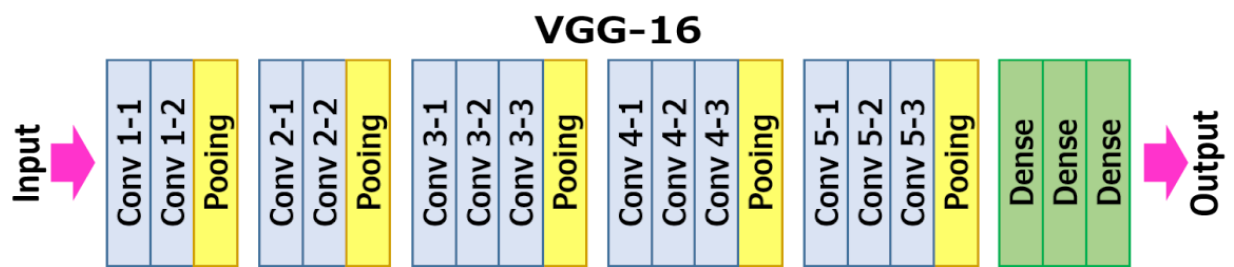 VGG-16
Input
Conv 1-1
Conv 1-2
Pooing
Conv 2-1
Conv 2-2
Pooing
Conv 3-1
Conv 3-2
Conv 3-3
Pooing
Conv 4-1
Conv 4-2
Conv 4-3
Pooing
Conv 5-1
Conv 5-2
Conv 5-3
Pooing
Dense
Dense
Dense
Output